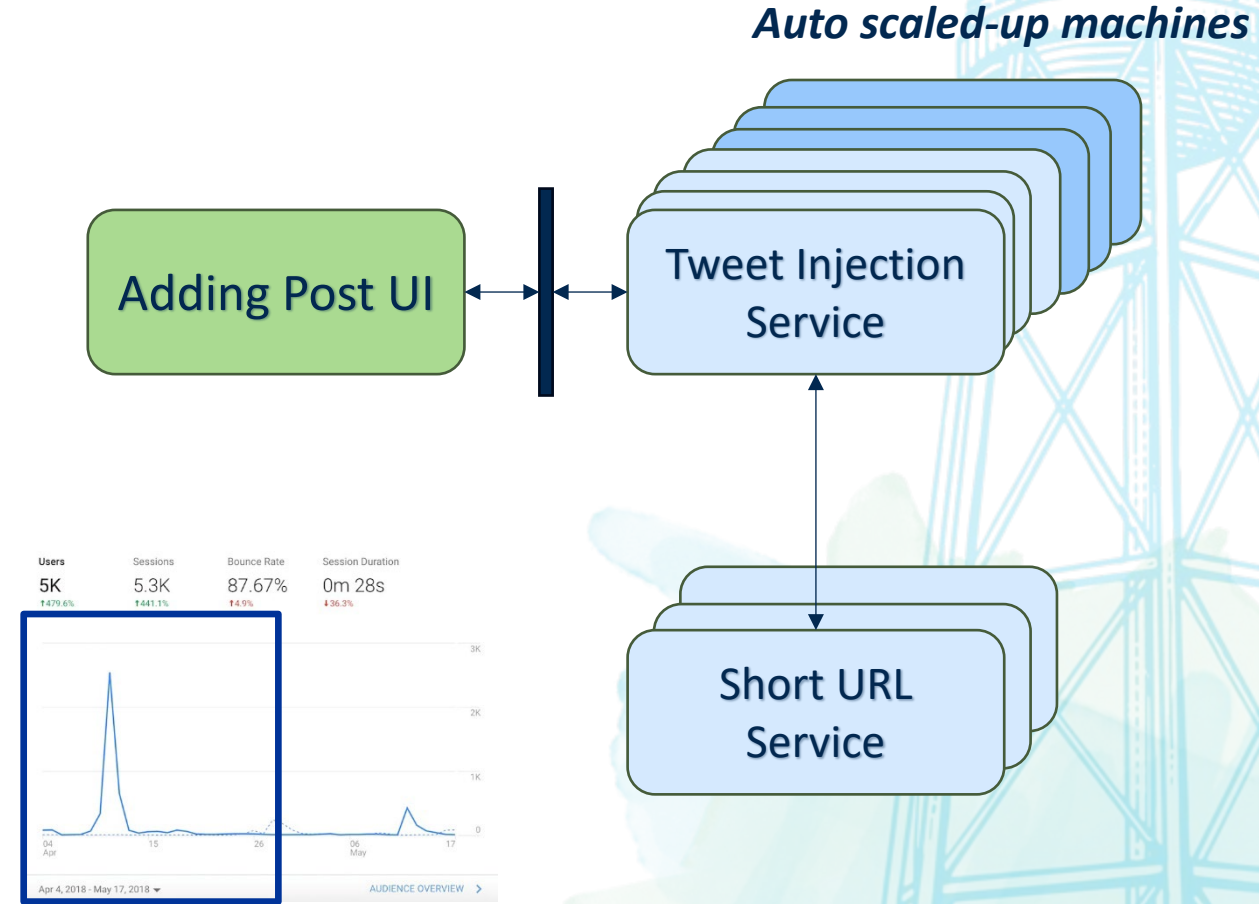 Auto scaled-up machines
Adding Post UI
Tweet Injection
Service
Short URL
Service
Users Sessions Bounce Rate Session Duration
5K 5.3K 87.67% 0m 28s
↑479.6% ↑441.1% ↑4.9% ↓36.3%
3K
2K
1K
0
04 15 26 06 17
Apr May
Apr 4, 2018 - May 17, 2018 AUDIENCE OVERVIEW